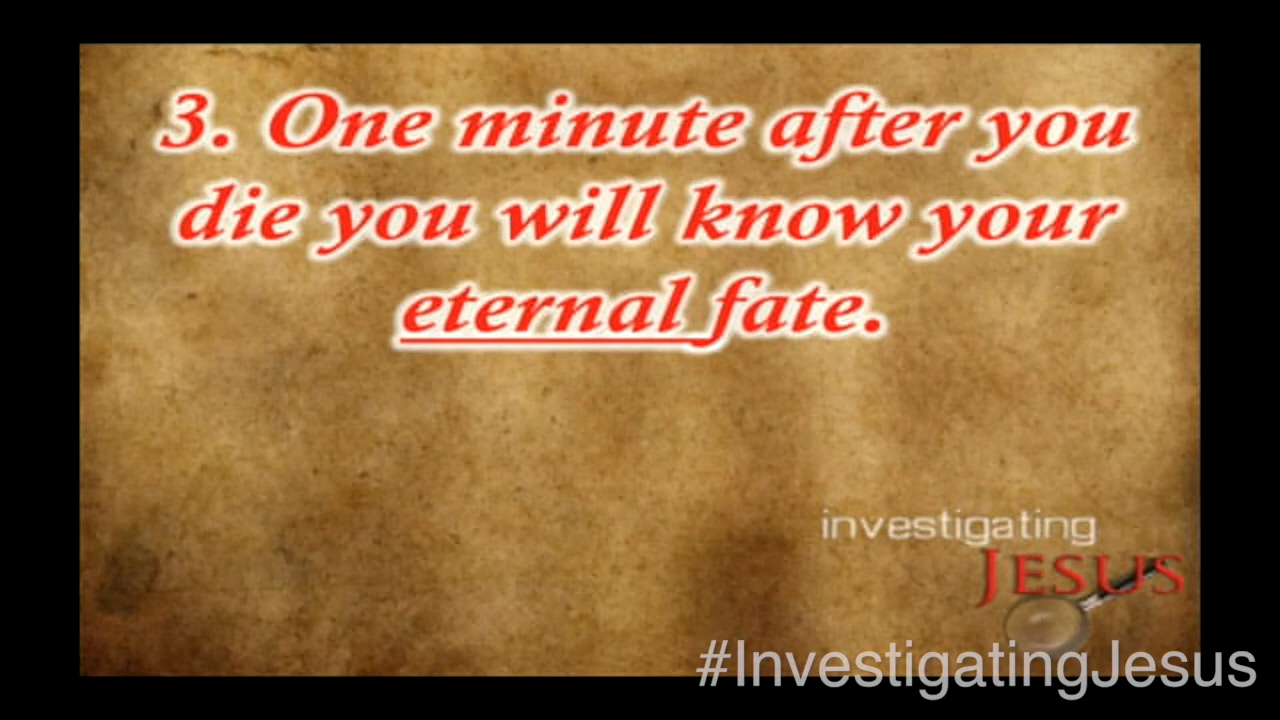 3. One minute after you
die you will know your
eternal fate.
investigating
JESUS
#InvestigatingJesus